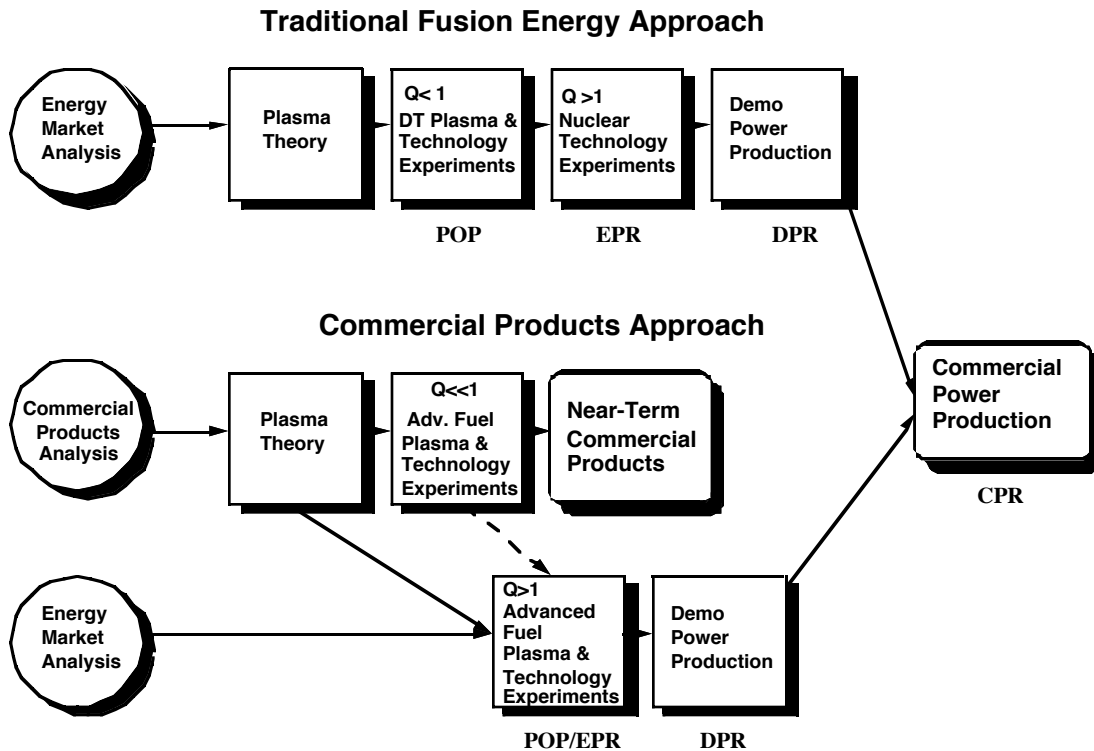 Traditional Fusion Energy Approach
Energy
Market
Analysis
Plasma
Theory
Q< 1
DT Plasma &
Technology
Experiments
POP
Q >1
Nuclear
Technology
Experiments
EPR
Demo
Power
Production
DPR
Commercial Products Approach
Commercial
Products
Analysis
Plasma
Theory
Q<<1
Adv. Fuel
Plasma &
Technology
Experiments
Near-Term
Commercial
Products
Commercial
Power
Production
CPR
Energy
Market
Analysis
Q>1
Advanced
Fuel
Plasma &
Technology
Experiments
POP/EPR
Demo
Power
Production
DPR